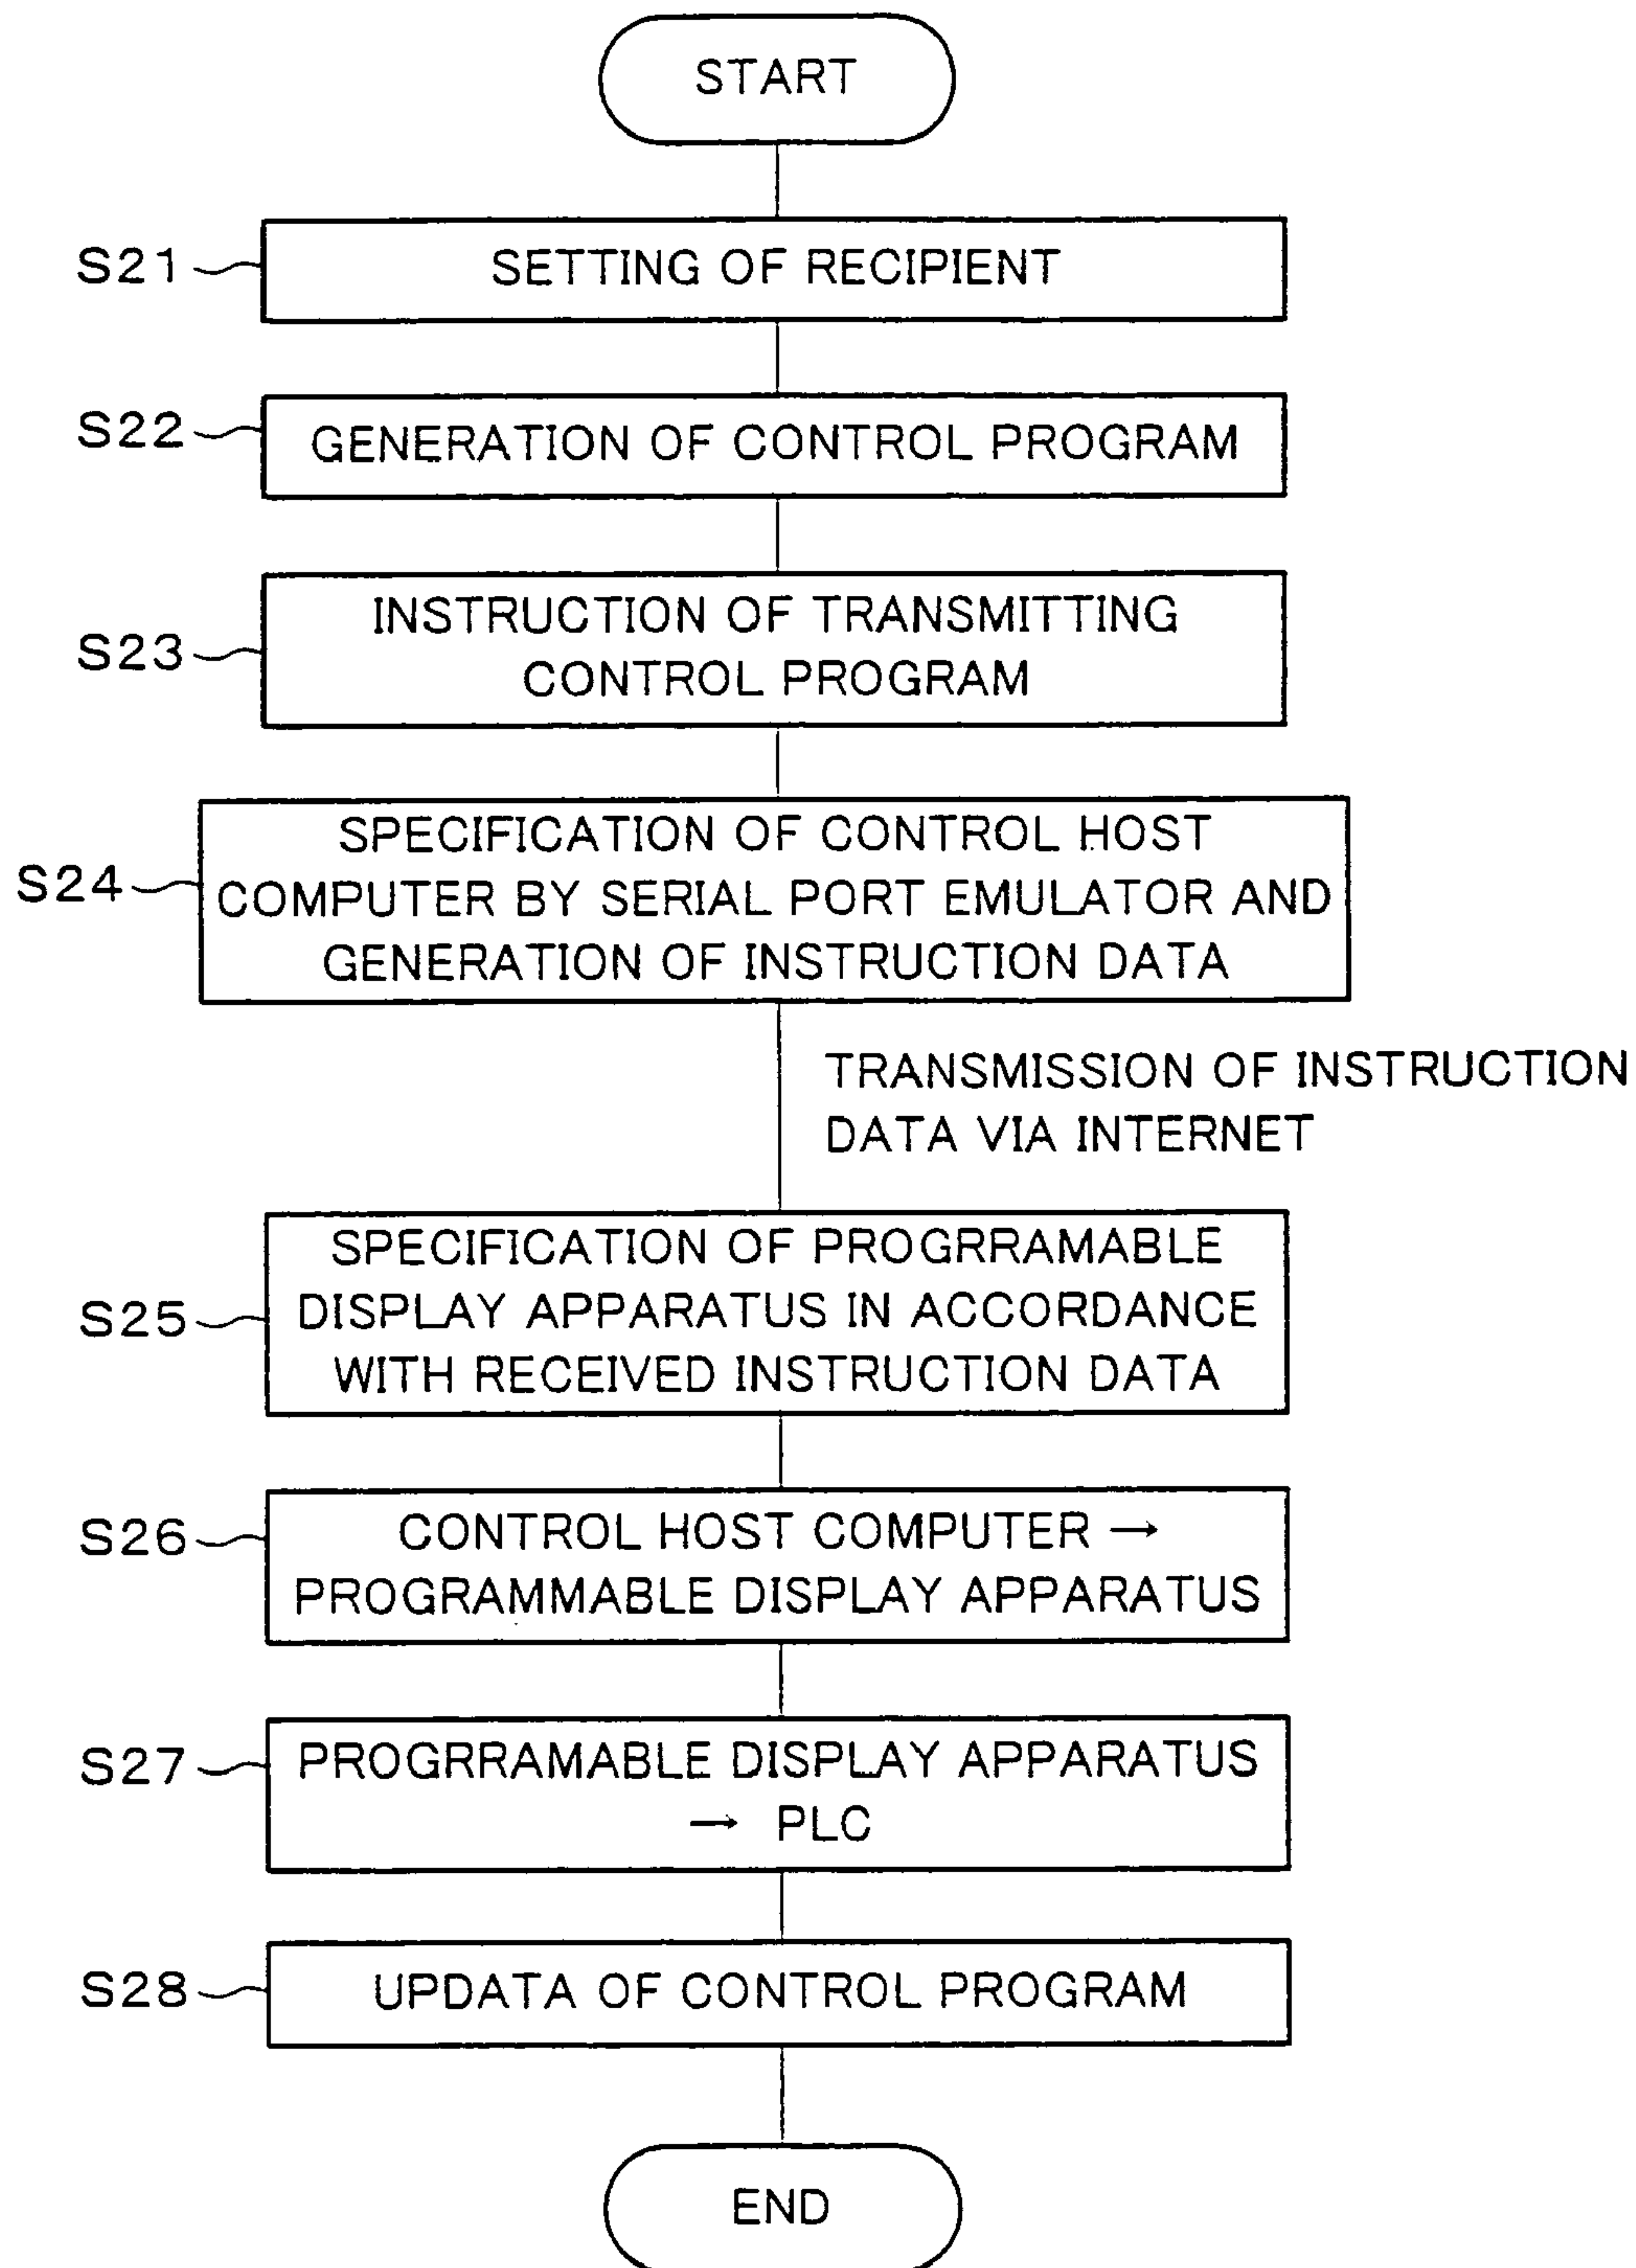 START
S21
SETTING OF RECIPIENT
S22
GENERATION OF CONTROL PROGRAM
S23
INSTRUCTION OF TRANSMITTING
CONTROL PROGRAM
S24
SPECIFICATION OF CONTROL HOST
COMPUTER BY SERIAL PORT EMULATOR AND
GENERATION OF INSTRUCTION DATA
TRANSMISSION OF INSTRUCTION
DATA VIA INTERNET
S25
SPECIFICATION OF PROGRRAMABLE
DISPLAY APPARATUS IN ACCORDANCE
WITH RECEIVED INSTRUCTION DATA
S26
CONTROL HOST COMPUTER →
PROGRAMMABLE DISPLAY APPARATUS
S27
PROGRRAMABLE DISPLAY APPARATUS
→ PLC
S28
UPDATA OF CONTROL PROGRAM
END